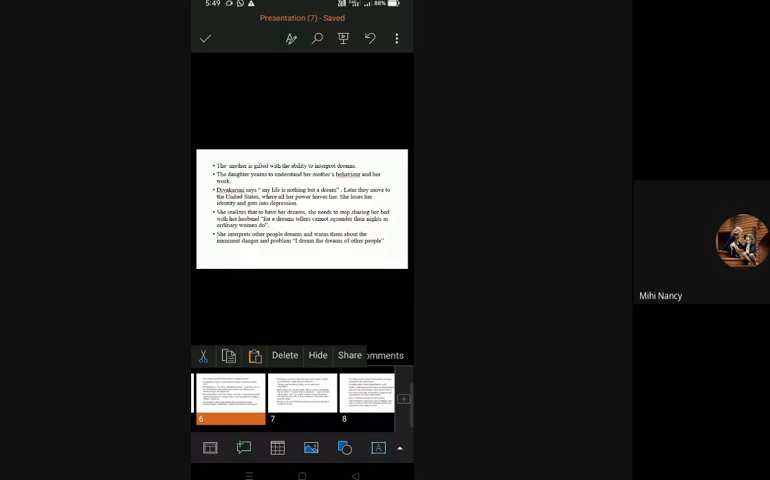 5:49
88%
Presentation (7) - Saved
• The mother is gifted with the ability to interpret dreams.
• The daughter yearns to understand her mother's behaviour and her
work.
• Divakaruni says " my life is nothing but a dream" . Later they move to
the United States, where all her power leaves her. She loses her
identity and gets into depression.
• She realizes that to have her dreams, she needs to stop sharing her bed
with her husband "for a dream tellers cannot squander their nights as
ordinary women do".
• She interprets other people dreams and warns them about the
imminent danger and problem "I dream the dreams of other people"
Mihi Nancy
Delete Hide Share omments
6 7 8
A